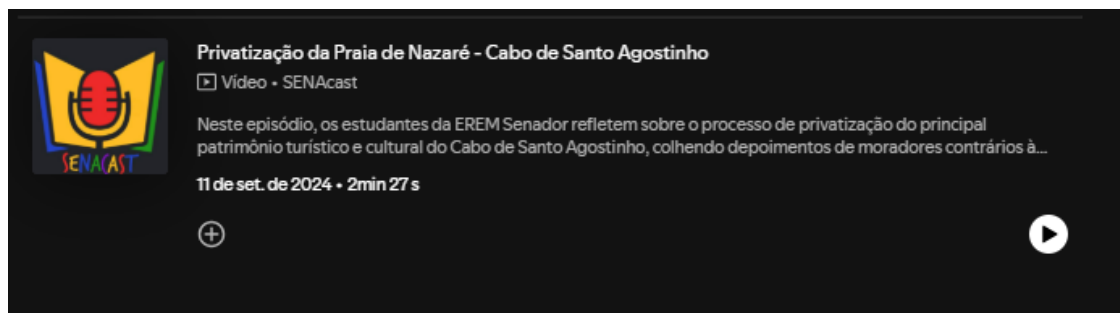 SENACAST
Privatização da Praia de Nazaré - Cabo de Santo Agostinho
Vídeo • SENAcast
Neste episódio, os estudantes da EREM Senador refletem sobre o processo de privatização do principal
patrimônio turístico e cultural do Cabo de Santo Agostinho, colhendo depoimentos de moradores contrários à...
11 de set. de 2024 • 2min 27 s